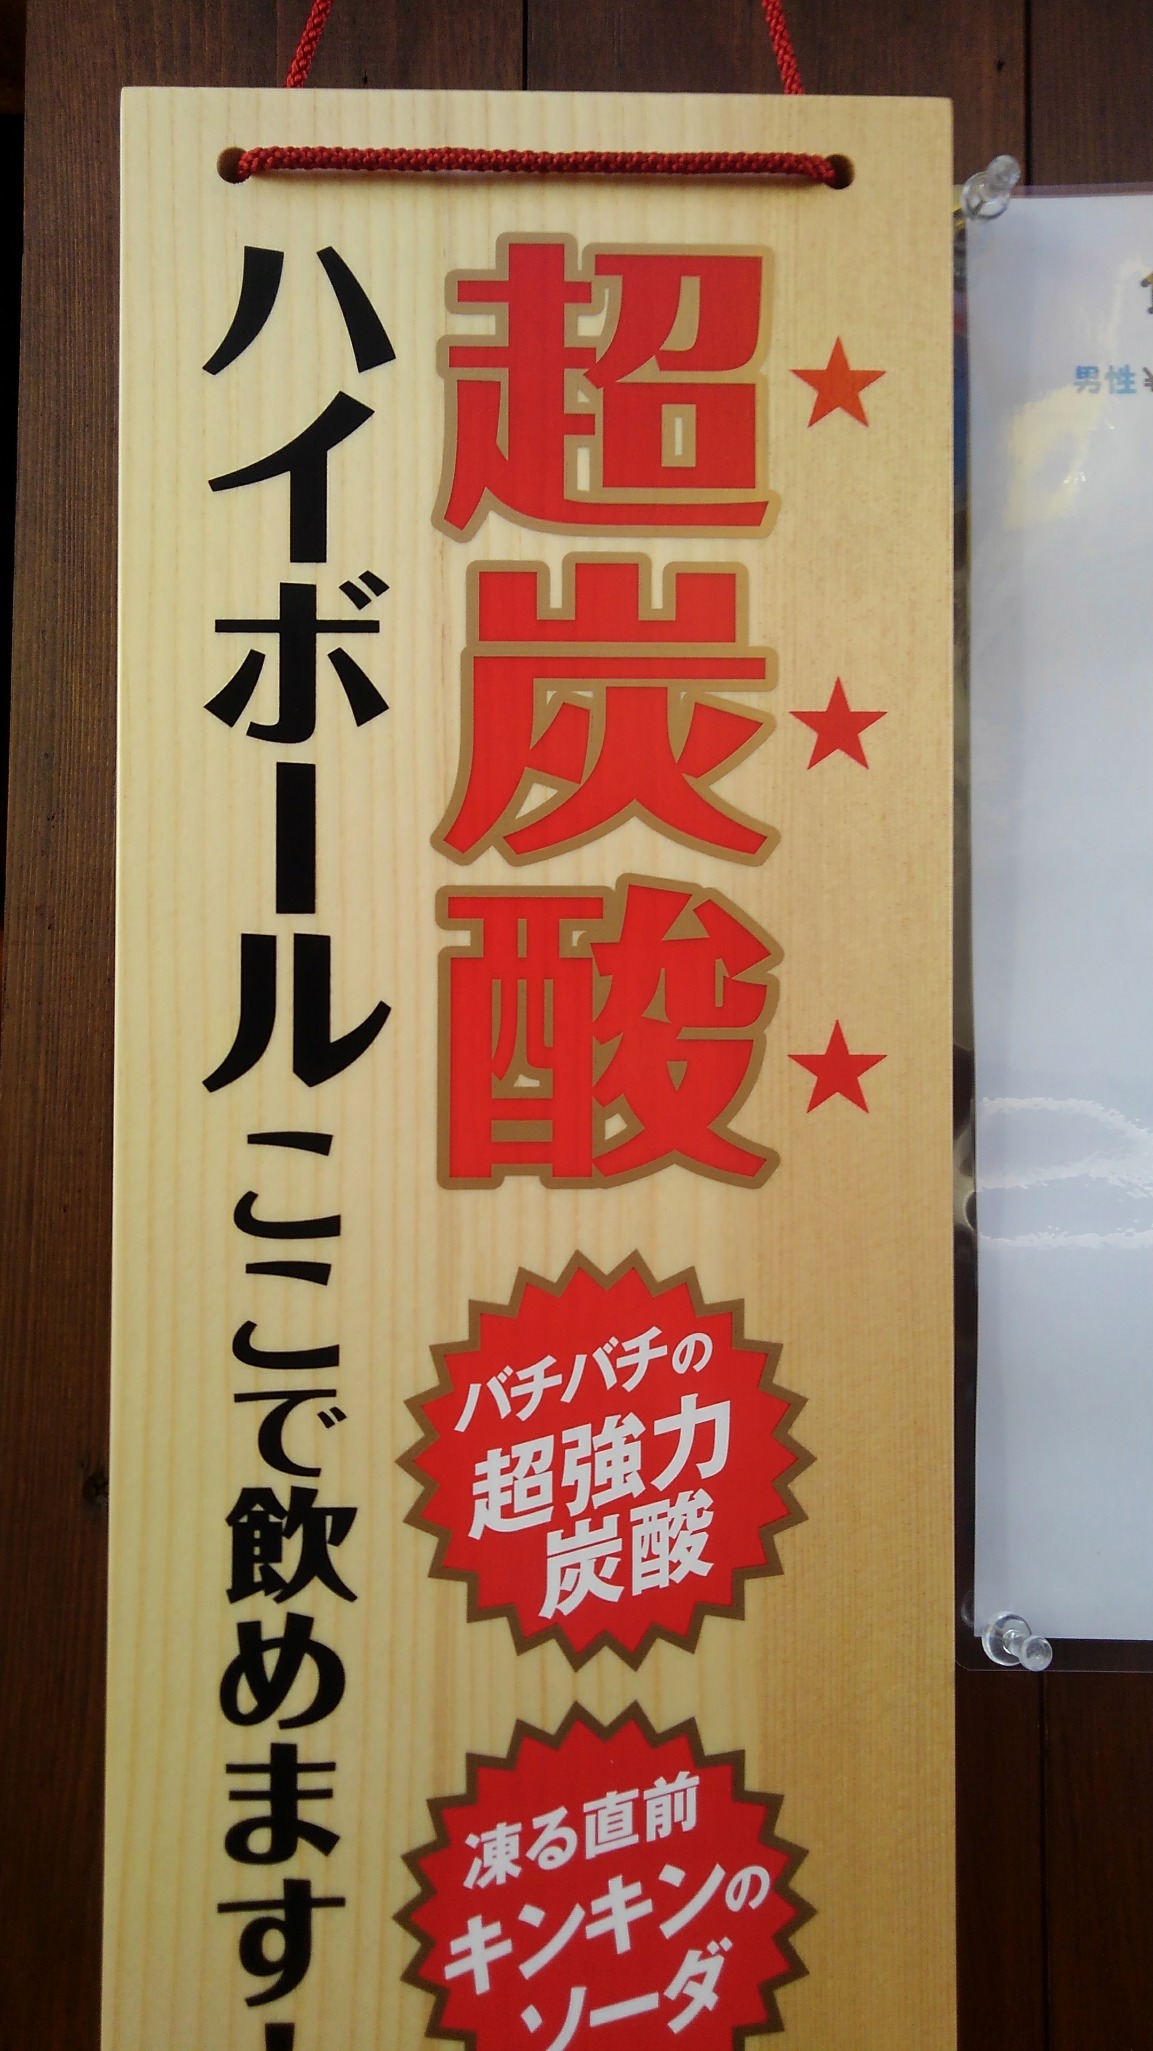 超炭酸
ハイボールここで飲めます!
バチバチの
超強力
炭酸
凍る直前
キンキンの
ソーダ
男性¥